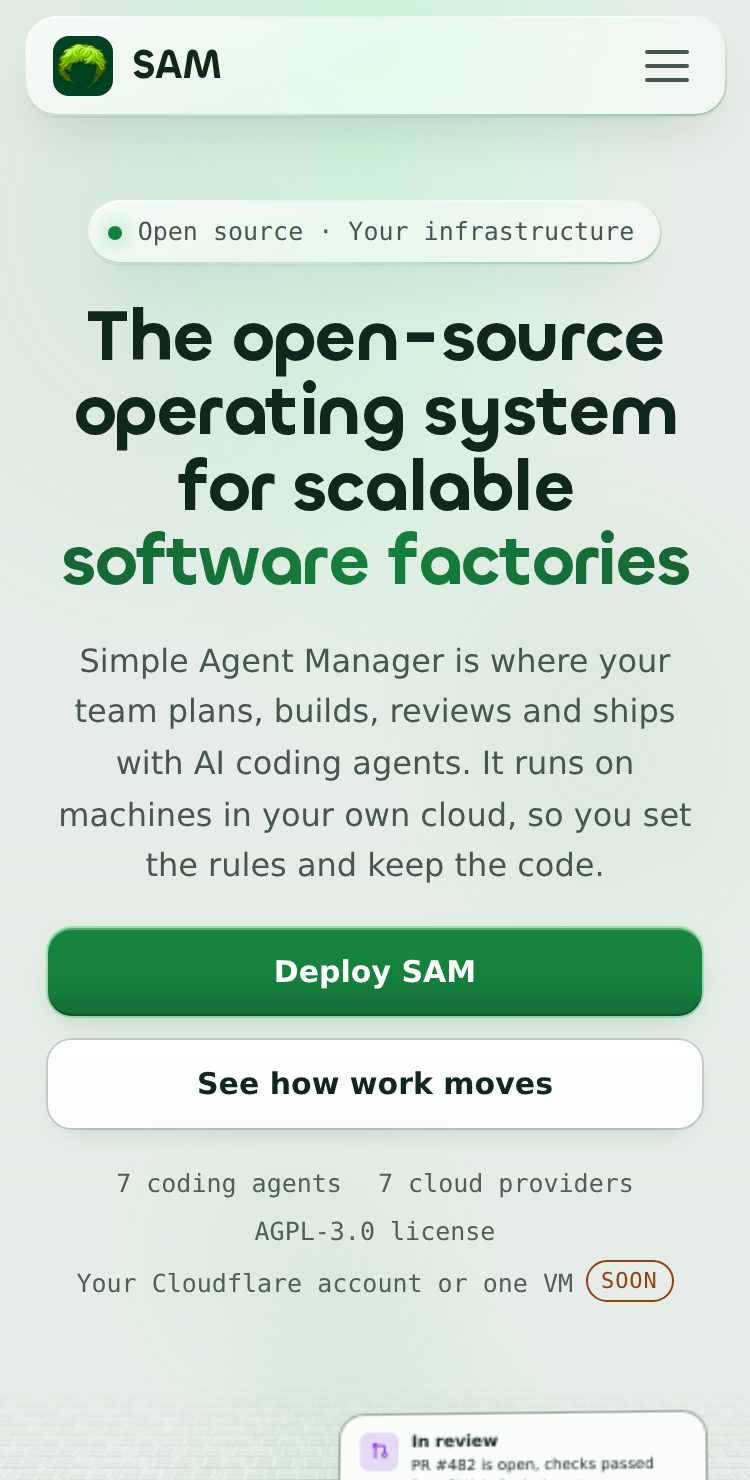 SAM
Open source · Your infrastructure
The open-source
operating system
for scalable
software factories
Simple Agent Manager is where your
team plans, builds, reviews and ships
with AI coding agents. It runs on
machines in your own cloud, so you set
the rules and keep the code.
Deploy SAM
See how work moves
7 coding agents 7 cloud providers
AGPL-3.0 license
Your Cloudflare account or one VM SOON
In review
PR #482 is open, checks passed